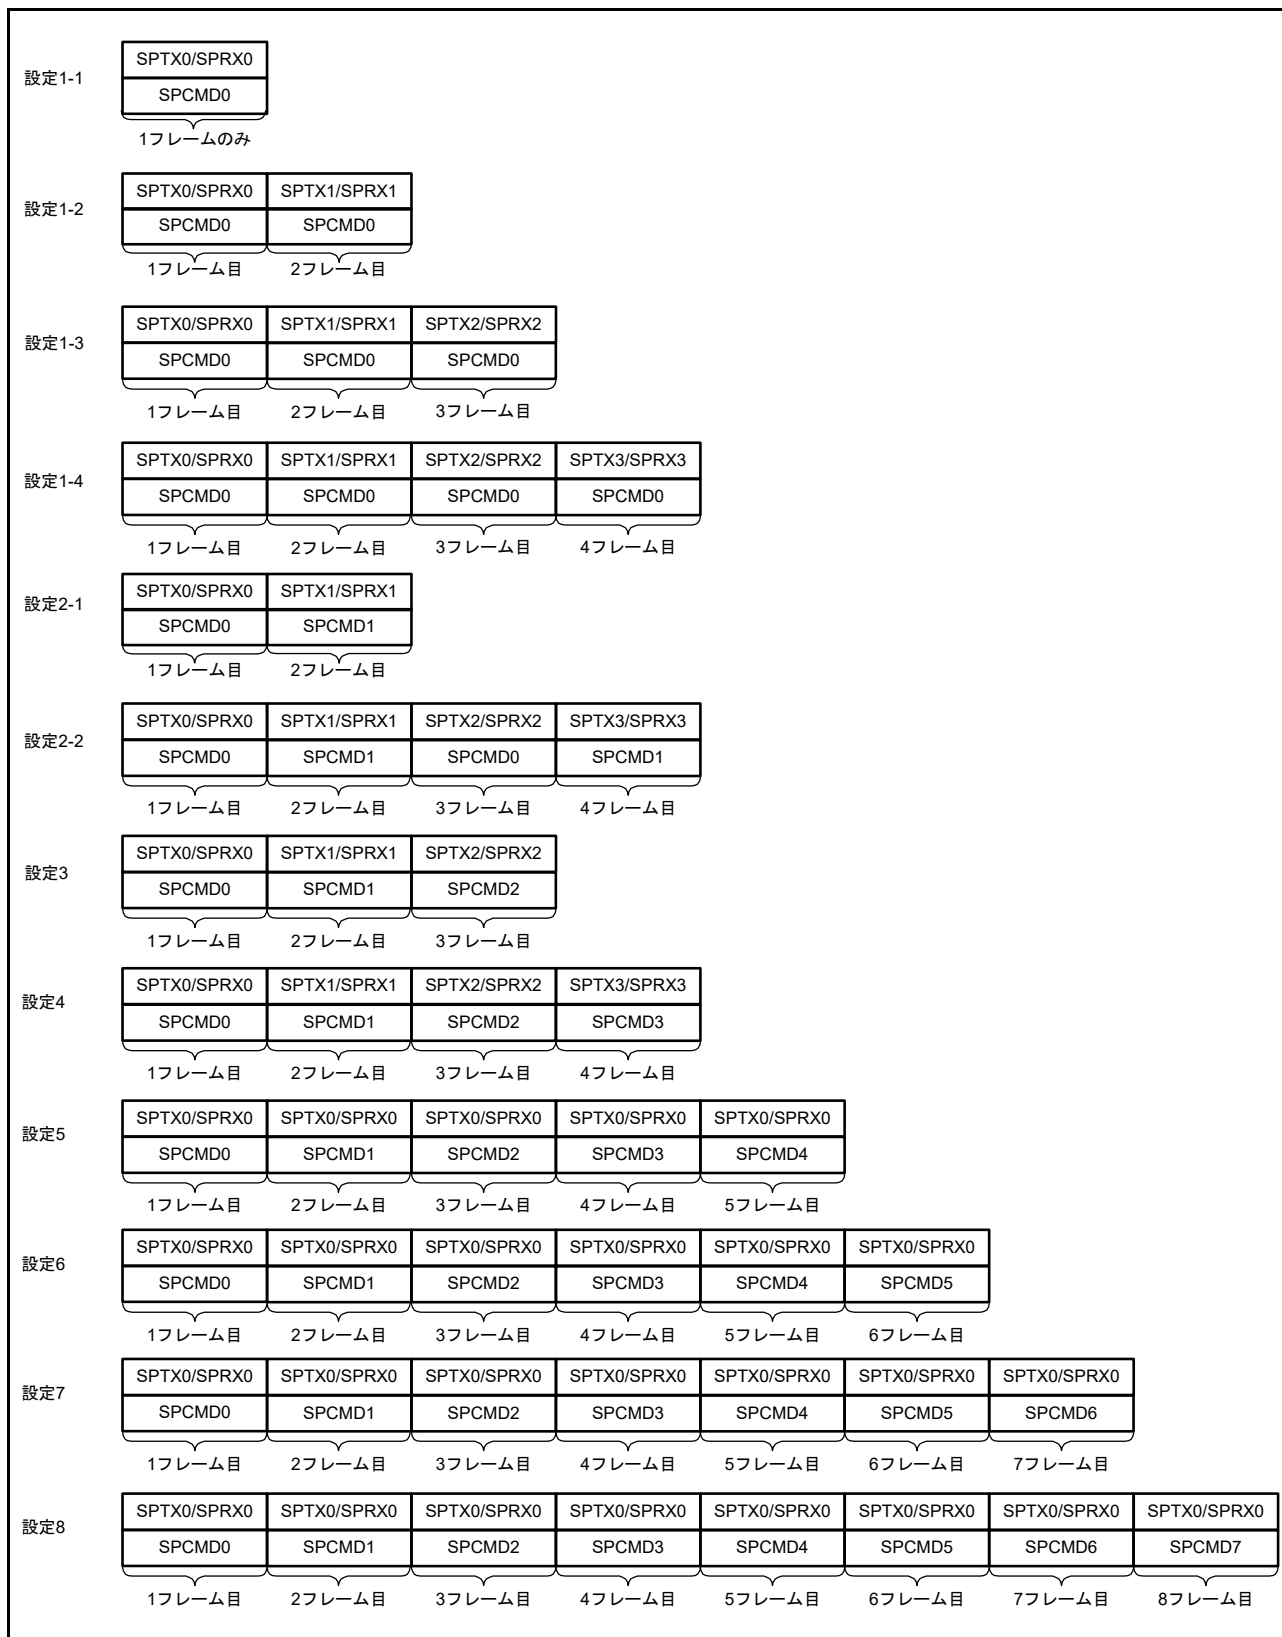 SPTX0/SPRX0
設定1-1
SPCMD0
1フレームのみ
SPTX0/SPRX0 SPTX1/SPRX1
設定1-2
SPCMD0 SPCMD0
1フレーム目 2フレーム目
SPTX0/SPRX0 SPTX1/SPRX1 SPTX2/SPRX2
設定1-3
SPCMD0 SPCMD0 SPCMD0
1フレーム目 2フレーム目 3フレーム目
SPTX0/SPRX0 SPTX1/SPRX1 SPTX2/SPRX2 SPTX3/SPRX3
設定1-4
SPCMD0 SPCMD0 SPCMD0 SPCMD0
1フレーム目 2フレーム目 3フレーム目 4フレーム目
SPTX0/SPRX0 SPTX1/SPRX1
設定2-1
SPCMD0 SPCMD1
1フレーム目 2フレーム目
SPTX0/SPRX0 SPTX1/SPRX1 SPTX2/SPRX2 SPTX3/SPRX3
設定2-2
SPCMD0 SPCMD1 SPCMD0 SPCMD1
1フレーム目 2フレーム目 3フレーム目 4フレーム目
SPTX0/SPRX0 SPTX1/SPRX1 SPTX2/SPRX2
設定3
SPCMD0 SPCMD1 SPCMD2
1フレーム目 2フレーム目 3フレーム目
SPTX0/SPRX0 SPTX1/SPRX1 SPTX2/SPRX2 SPTX3/SPRX3
設定4
SPCMD0 SPCMD1 SPCMD2 SPCMD3
1フレーム目 2フレーム目 3フレーム目 4フレーム目
SPTX0/SPRX0 SPTX0/SPRX0 SPTX0/SPRX0 SPTX0/SPRX0 SPTX0/SPRX0
設定5
SPCMD0 SPCMD1 SPCMD2 SPCMD3 SPCMD4
1フレーム目 2フレーム目 3フレーム目 4フレーム目 5フレーム目
SPTX0/SPRX0 SPTX0/SPRX0 SPTX0/SPRX0 SPTX0/SPRX0 SPTX0/SPRX0 SPTX0/SPRX0
設定6
SPCMD0 SPCMD1 SPCMD2 SPCMD3 SPCMD4 SPCMD5
1フレーム目 2フレーム目 3フレーム目 4フレーム目 5フレーム目 6フレーム目
SPTX0/SPRX0 SPTX0/SPRX0 SPTX0/SPRX0 SPTX0/SPRX0 SPTX0/SPRX0 SPTX0/SPRX0 SPTX0/SPRX0
設定7
SPCMD0 SPCMD1 SPCMD2 SPCMD3 SPCMD4 SPCMD5 SPCMD6
1フレーム目 2フレーム目 3フレーム目 4フレーム目 5フレーム目 6フレーム目 7フレーム目
SPTX0/SPRX0 SPTX0/SPRX0 SPTX0/SPRX0 SPTX0/SPRX0 SPTX0/SPRX0 SPTX0/SPRX0 SPTX0/SPRX0 SPTX0/SPRX0
設定8
SPCMD0 SPCMD1 SPCMD2 SPCMD3 SPCMD4 SPCMD5 SPCMD6 SPCMD7
1フレーム目 2フレーム目 3フレーム目 4フレーム目 5フレーム目 6フレーム目 7フレーム目 8フレーム目